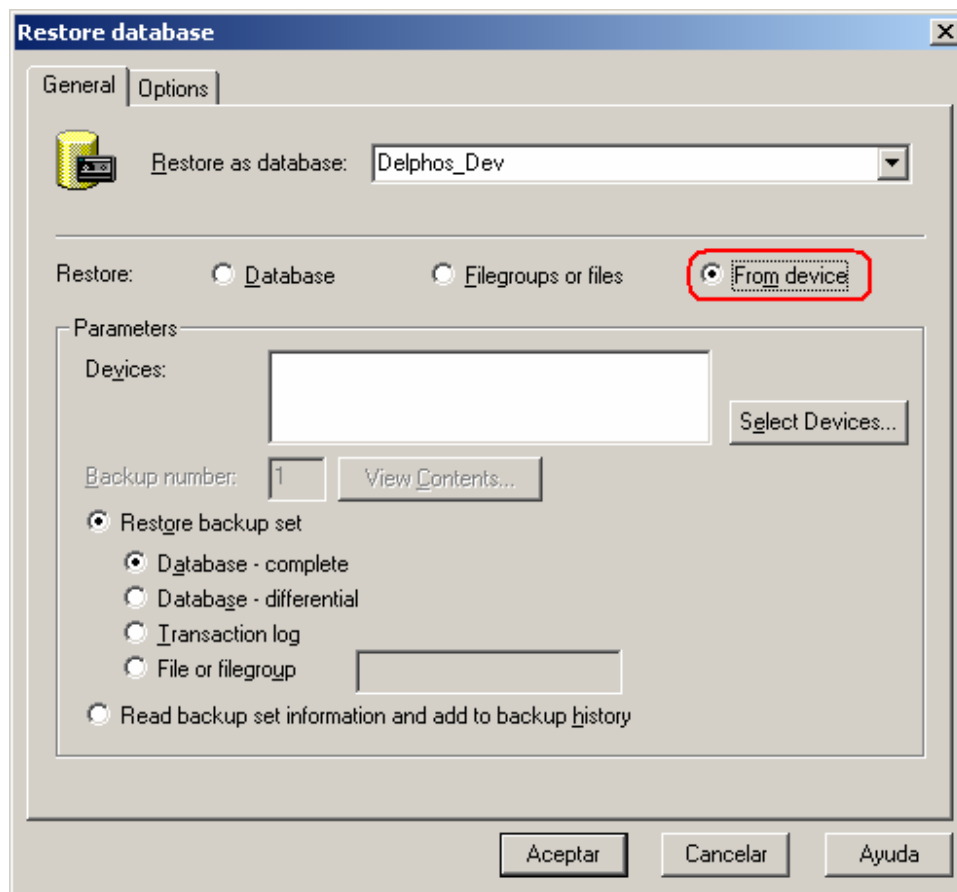 Restore database
General Options
Restore as database: Delphos_Dev
Restore: Database Filegroups or files From device
Parameters
Devices:
Select Devices...
Backup number: 1 View Contents...
Restore backup set
Database - complete
Database - differential
Transaction log
File or filegroup
Read backup set information and add to backup history
Aceptar Cancelar Ayuda